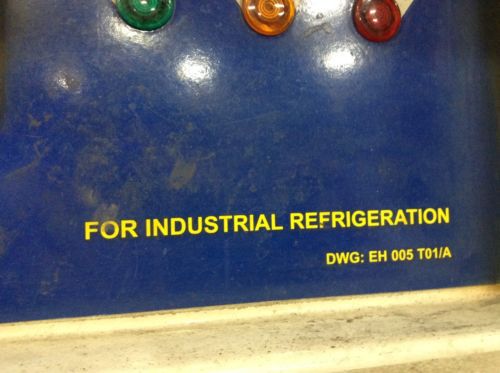 FOR INDUSTRIAL REFRIGERATION
DWG: EH 005 T01/A